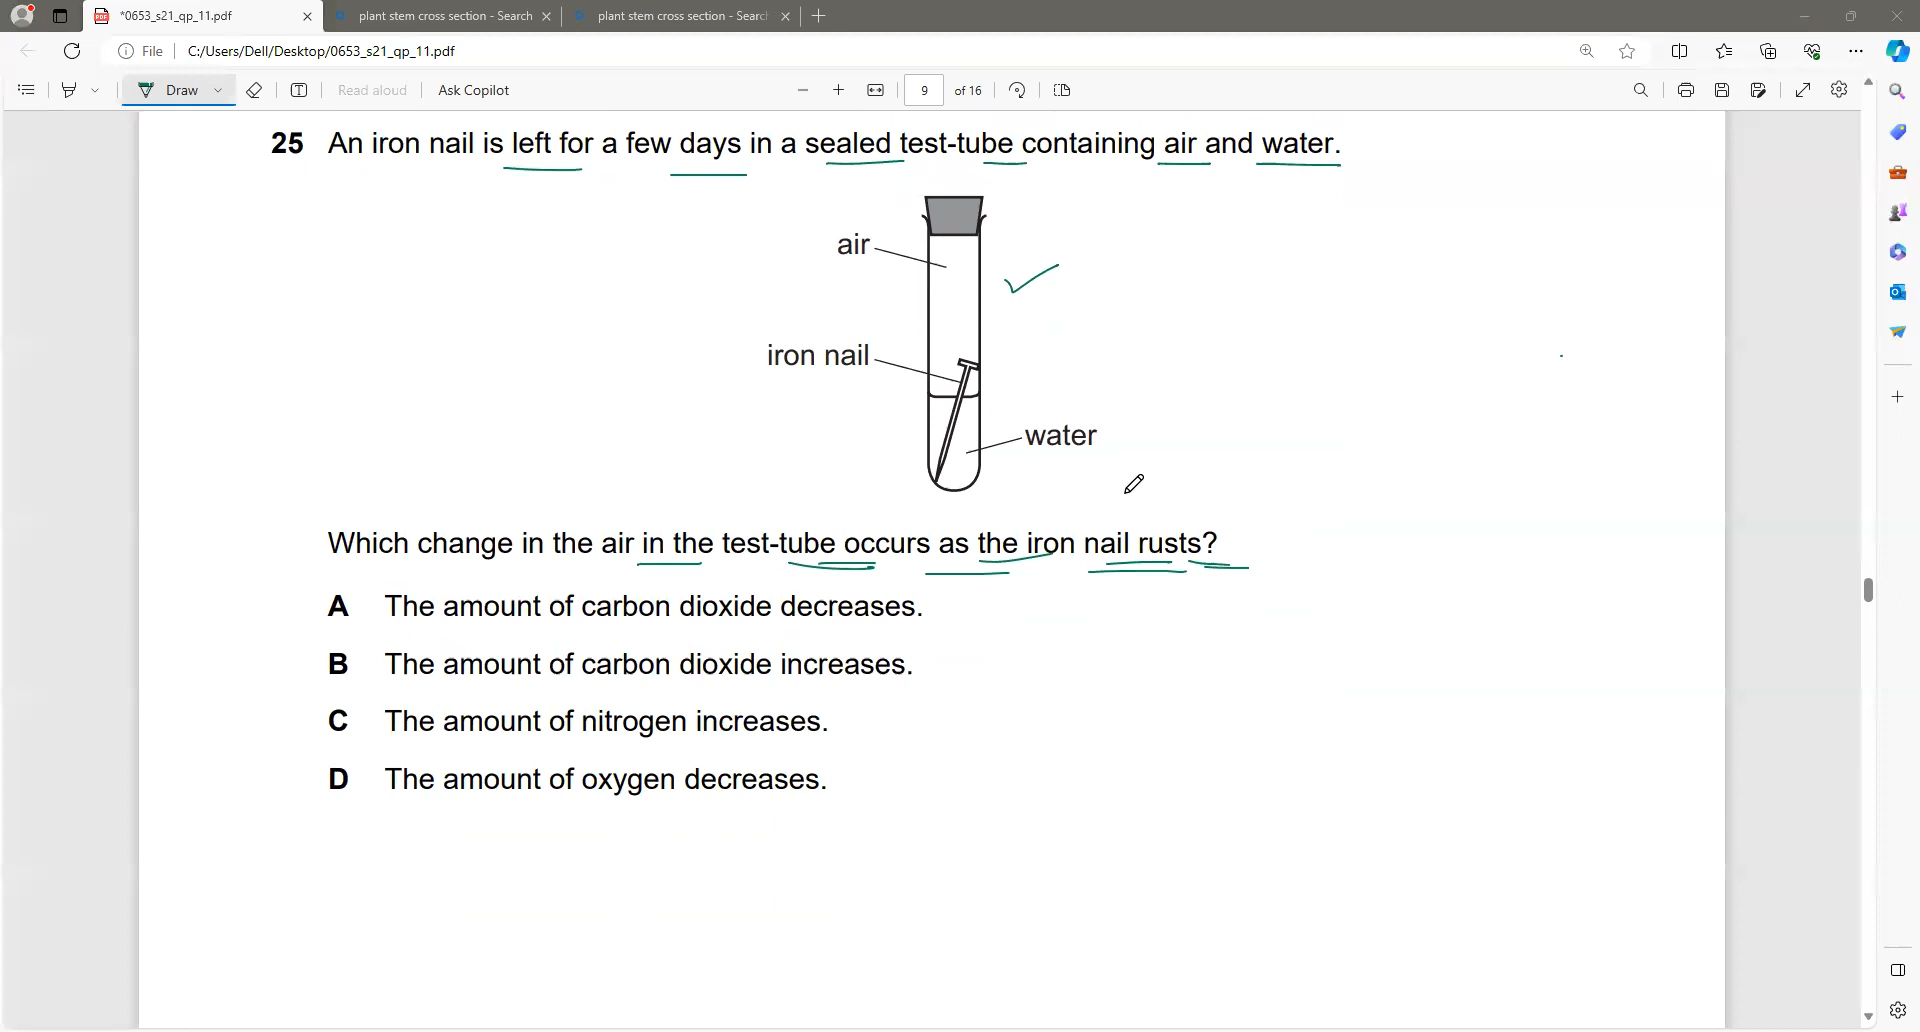 *0653_s21_qp_11.pdf
plant stem cross section - Search
plant stem cross section - Searc
File
C:/Users/Dell/Desktop/0653_s21_qp_11.pdf
Draw
Read aloud
Ask Copilot
9
of 16
25 An iron nail is left for a few days in a sealed test-tube containing air and water.
air
iron nail
water
Which change in the air in the test-tube occurs as the iron nail rusts?
A The amount of carbon dioxide decreases.
B The amount of carbon dioxide increases.
C The amount of nitrogen increases.
D The amount of oxygen decreases.